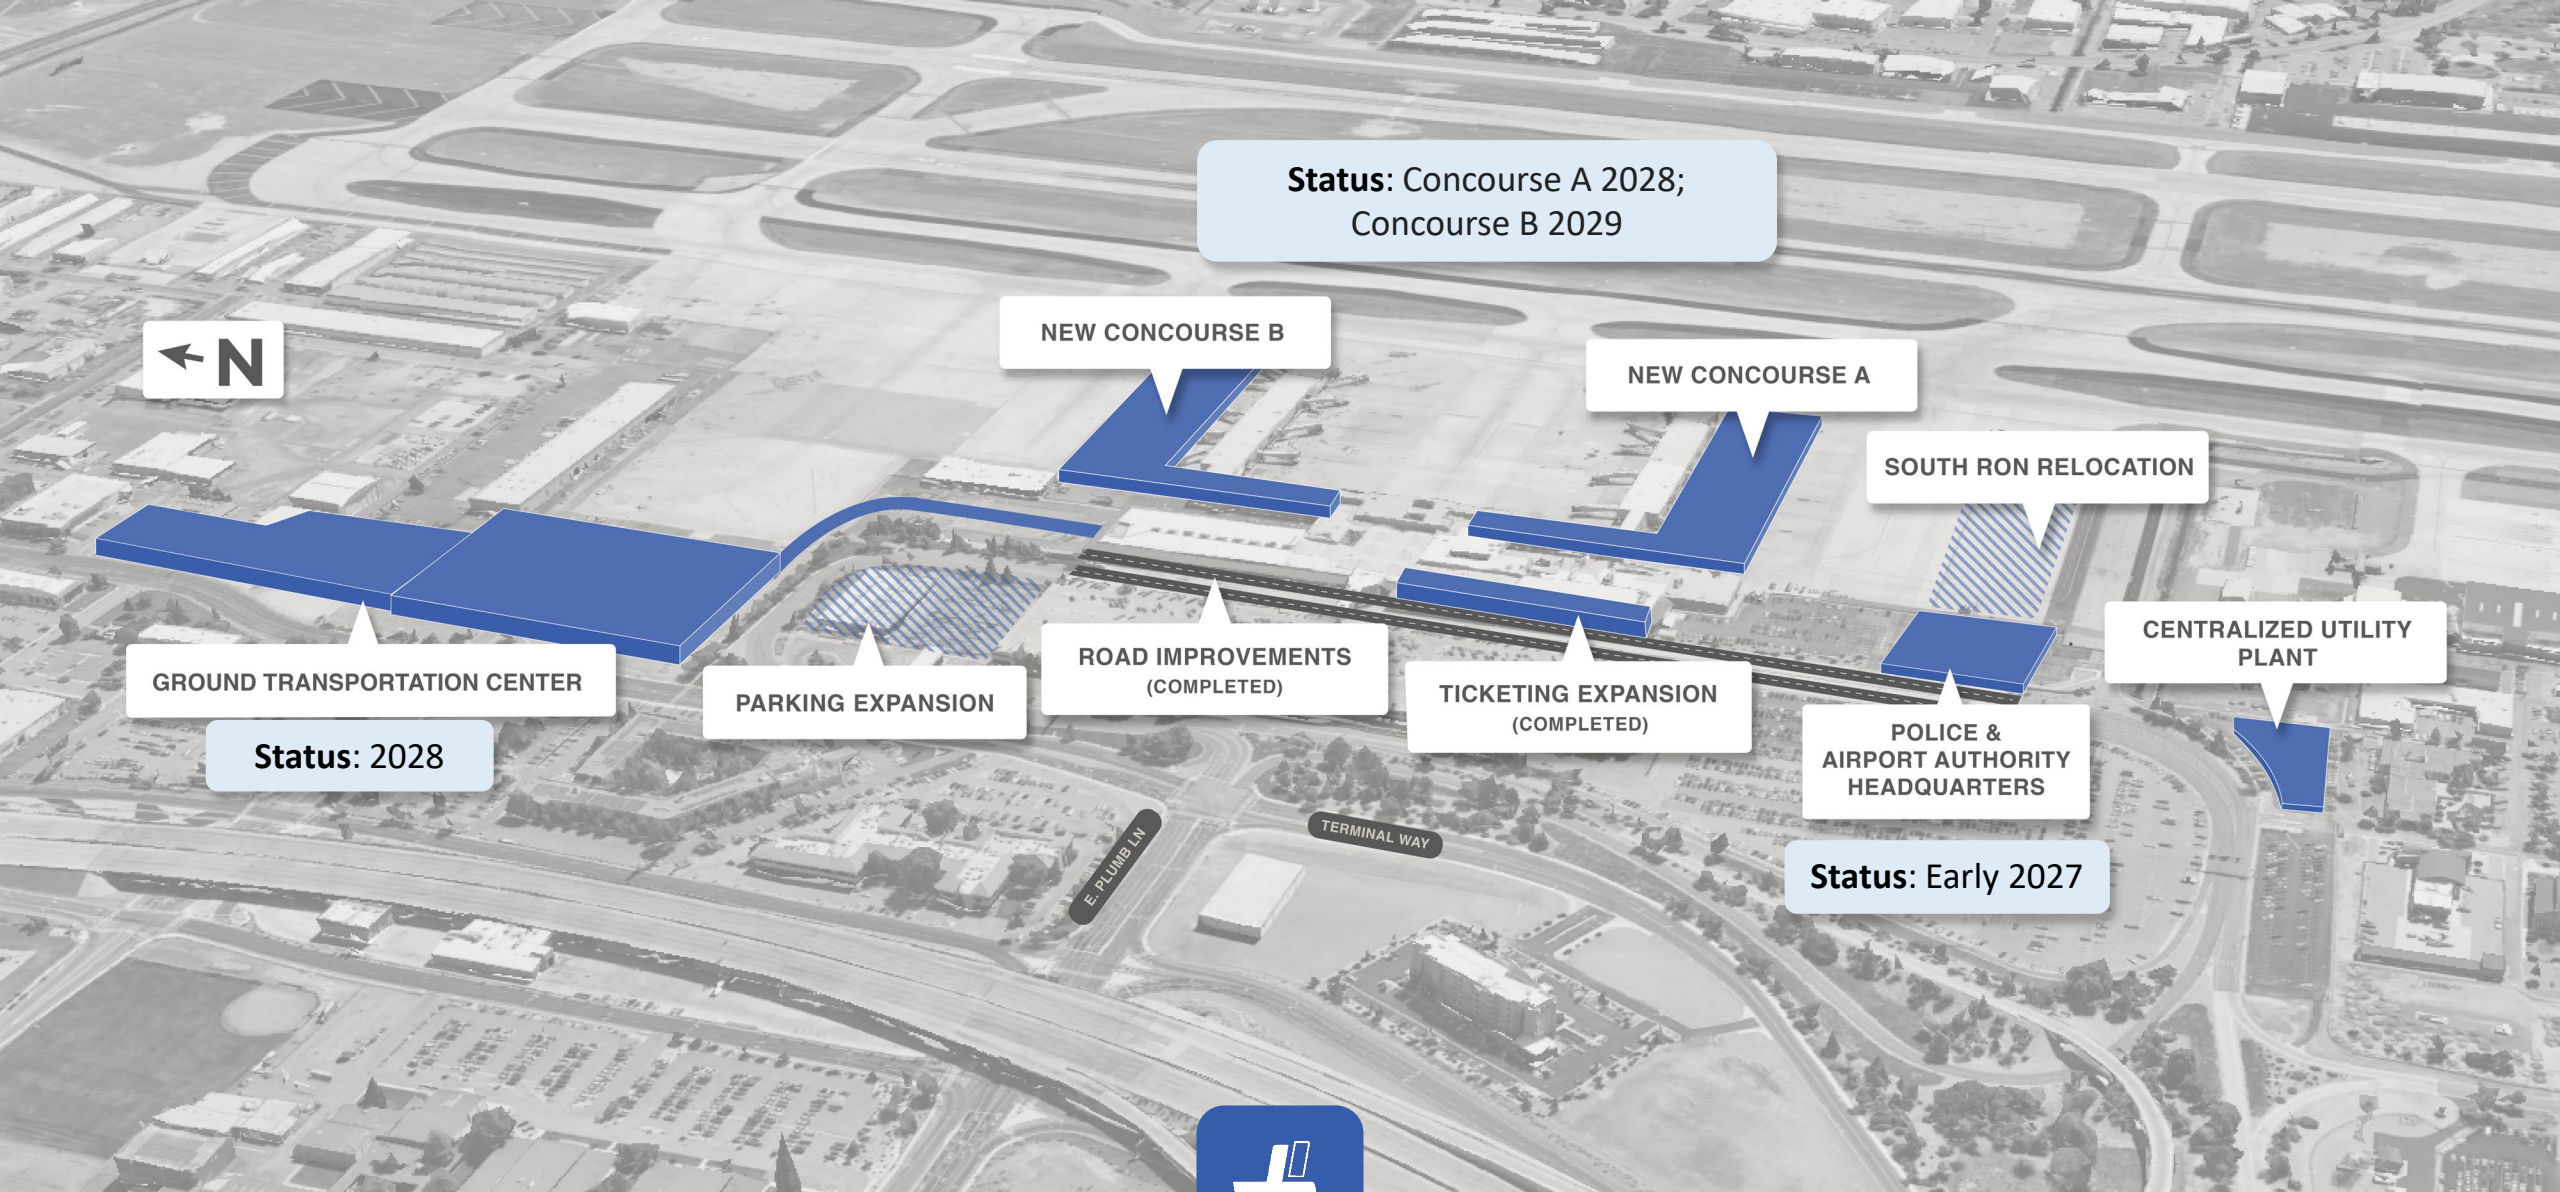 Status: Concourse A 2028;
Concourse B 2029
NEW CONCOURSE B
N
NEW CONCOURSE A
SOUTH RON RELOCATION
CENTRALIZED UTILITY
PLANT
GROUND TRANSPORTATION CENTER
Status: 2028
PARKING EXPANSION
ROAD IMPROVEMENTS
(COMPLETED)
TICKETING EXPANSION
(COMPLETED)
POLICE &
AIRPORT AUTHORITY
HEADQUARTERS
Status: Early 2027
E. PLUMB LN
TERMINAL WAY